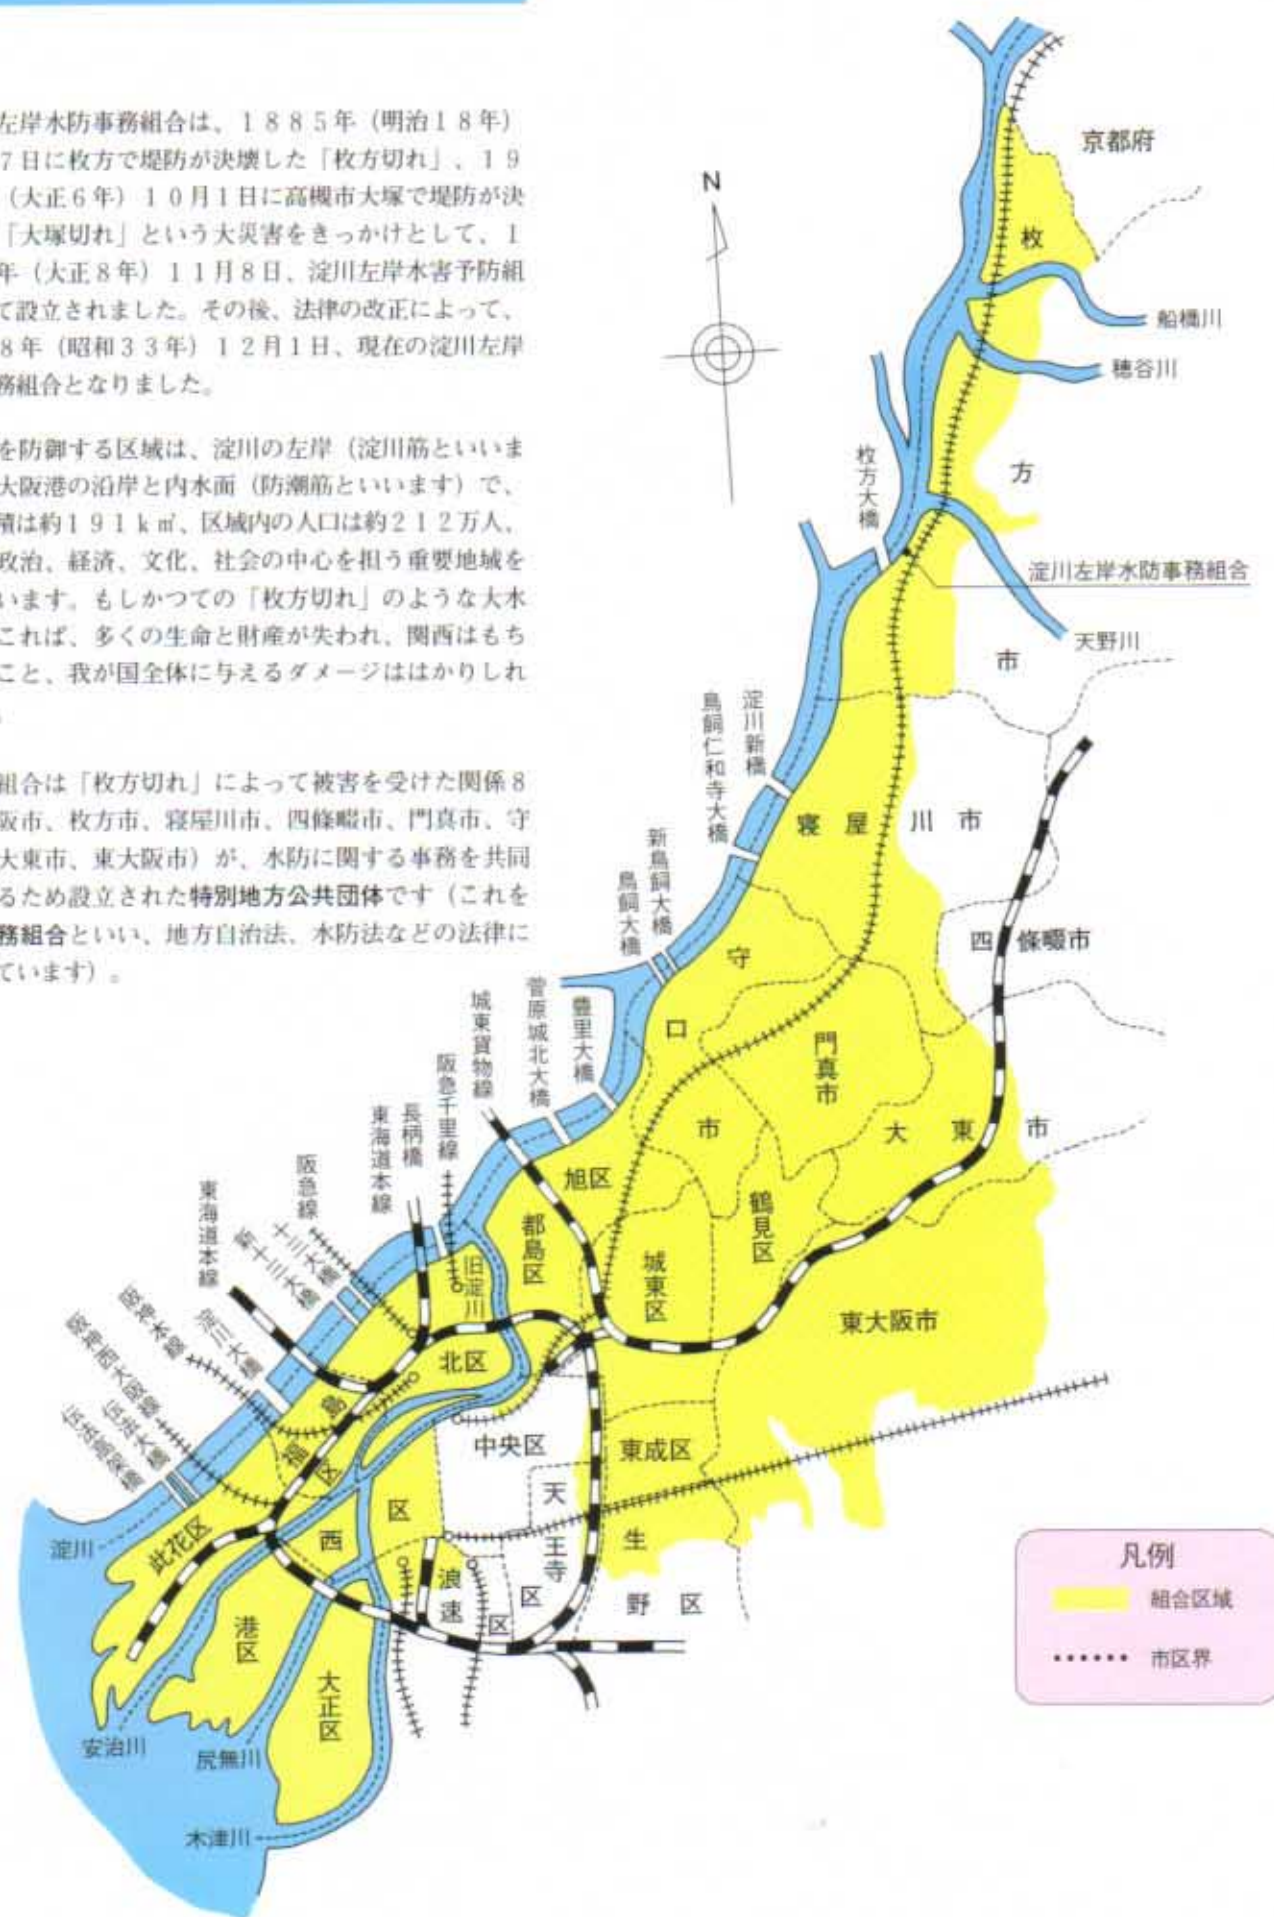 左岸水防事務組合は、１８８５年（明治１８年）
７日に枚方で堤防が決壊した「枚方切れ」、１９
（大正６年）１０月１日に高槻市大塚で堤防が決
「大塚切れ」という大災害をきっかけとして、１
年（大正８年）１１月８日、淀川左岸水害予防組
て設立されました。その後、法律の改正によって、
８年（昭和３３年）１２月１日、現在の淀川左岸
務組合となりました。
を防御する区域は、淀川の左岸（淀川筋といいま
大阪港の沿岸と内水面（防潮筋といいます）で、
積は約１９１ｋ㎡、区域内の人口は約２１２万人、
政治、経済、文化、社会の中心を担う重要地域を
います。もしかつての「枚方切れ」のような大水
これば、多くの生命と財産が失われ、関西はもち
こと、我が国全体に与えるダメージははかりしれ
組合は「枚方切れ」によって被害を受けた関係８
阪市、枚方市、寝屋川市、四條畷市、門真市、守
大東市、東大阪市）が、水防に関する事務を共同
るため設立された特別地方公共団体です（これを
務組合といい、地方自治法、水防法などの法律に
ています）。
N
京都府
枚
方
市
船橋川
穂谷川
枚方大橋
淀川左岸水防事務組合
天野川
淀川新橋
鳥飼仁和寺大橋
寝屋川市
新鳥飼大橋
鳥飼大橋
四條畷市
守
口
市
門真市
大東市
豊里大橋
菅原城北大橋
城東貨物線
阪急千里線
長柄橋
東海道本線
旭区
都島区
鶴見区
城東区
東大阪市
旧淀川
北区
阪急線
十三大橋
新十三大橋
東海道本線
淀川大橋
阪神本線
阪神西大阪線
伝法大橋
福島区
中央区
東成区
天王寺区
生野区
西区
浪速区
此花区
港区
大正区
淀川
安治川
尻無川
木津川
凡例
組合区域
市区界